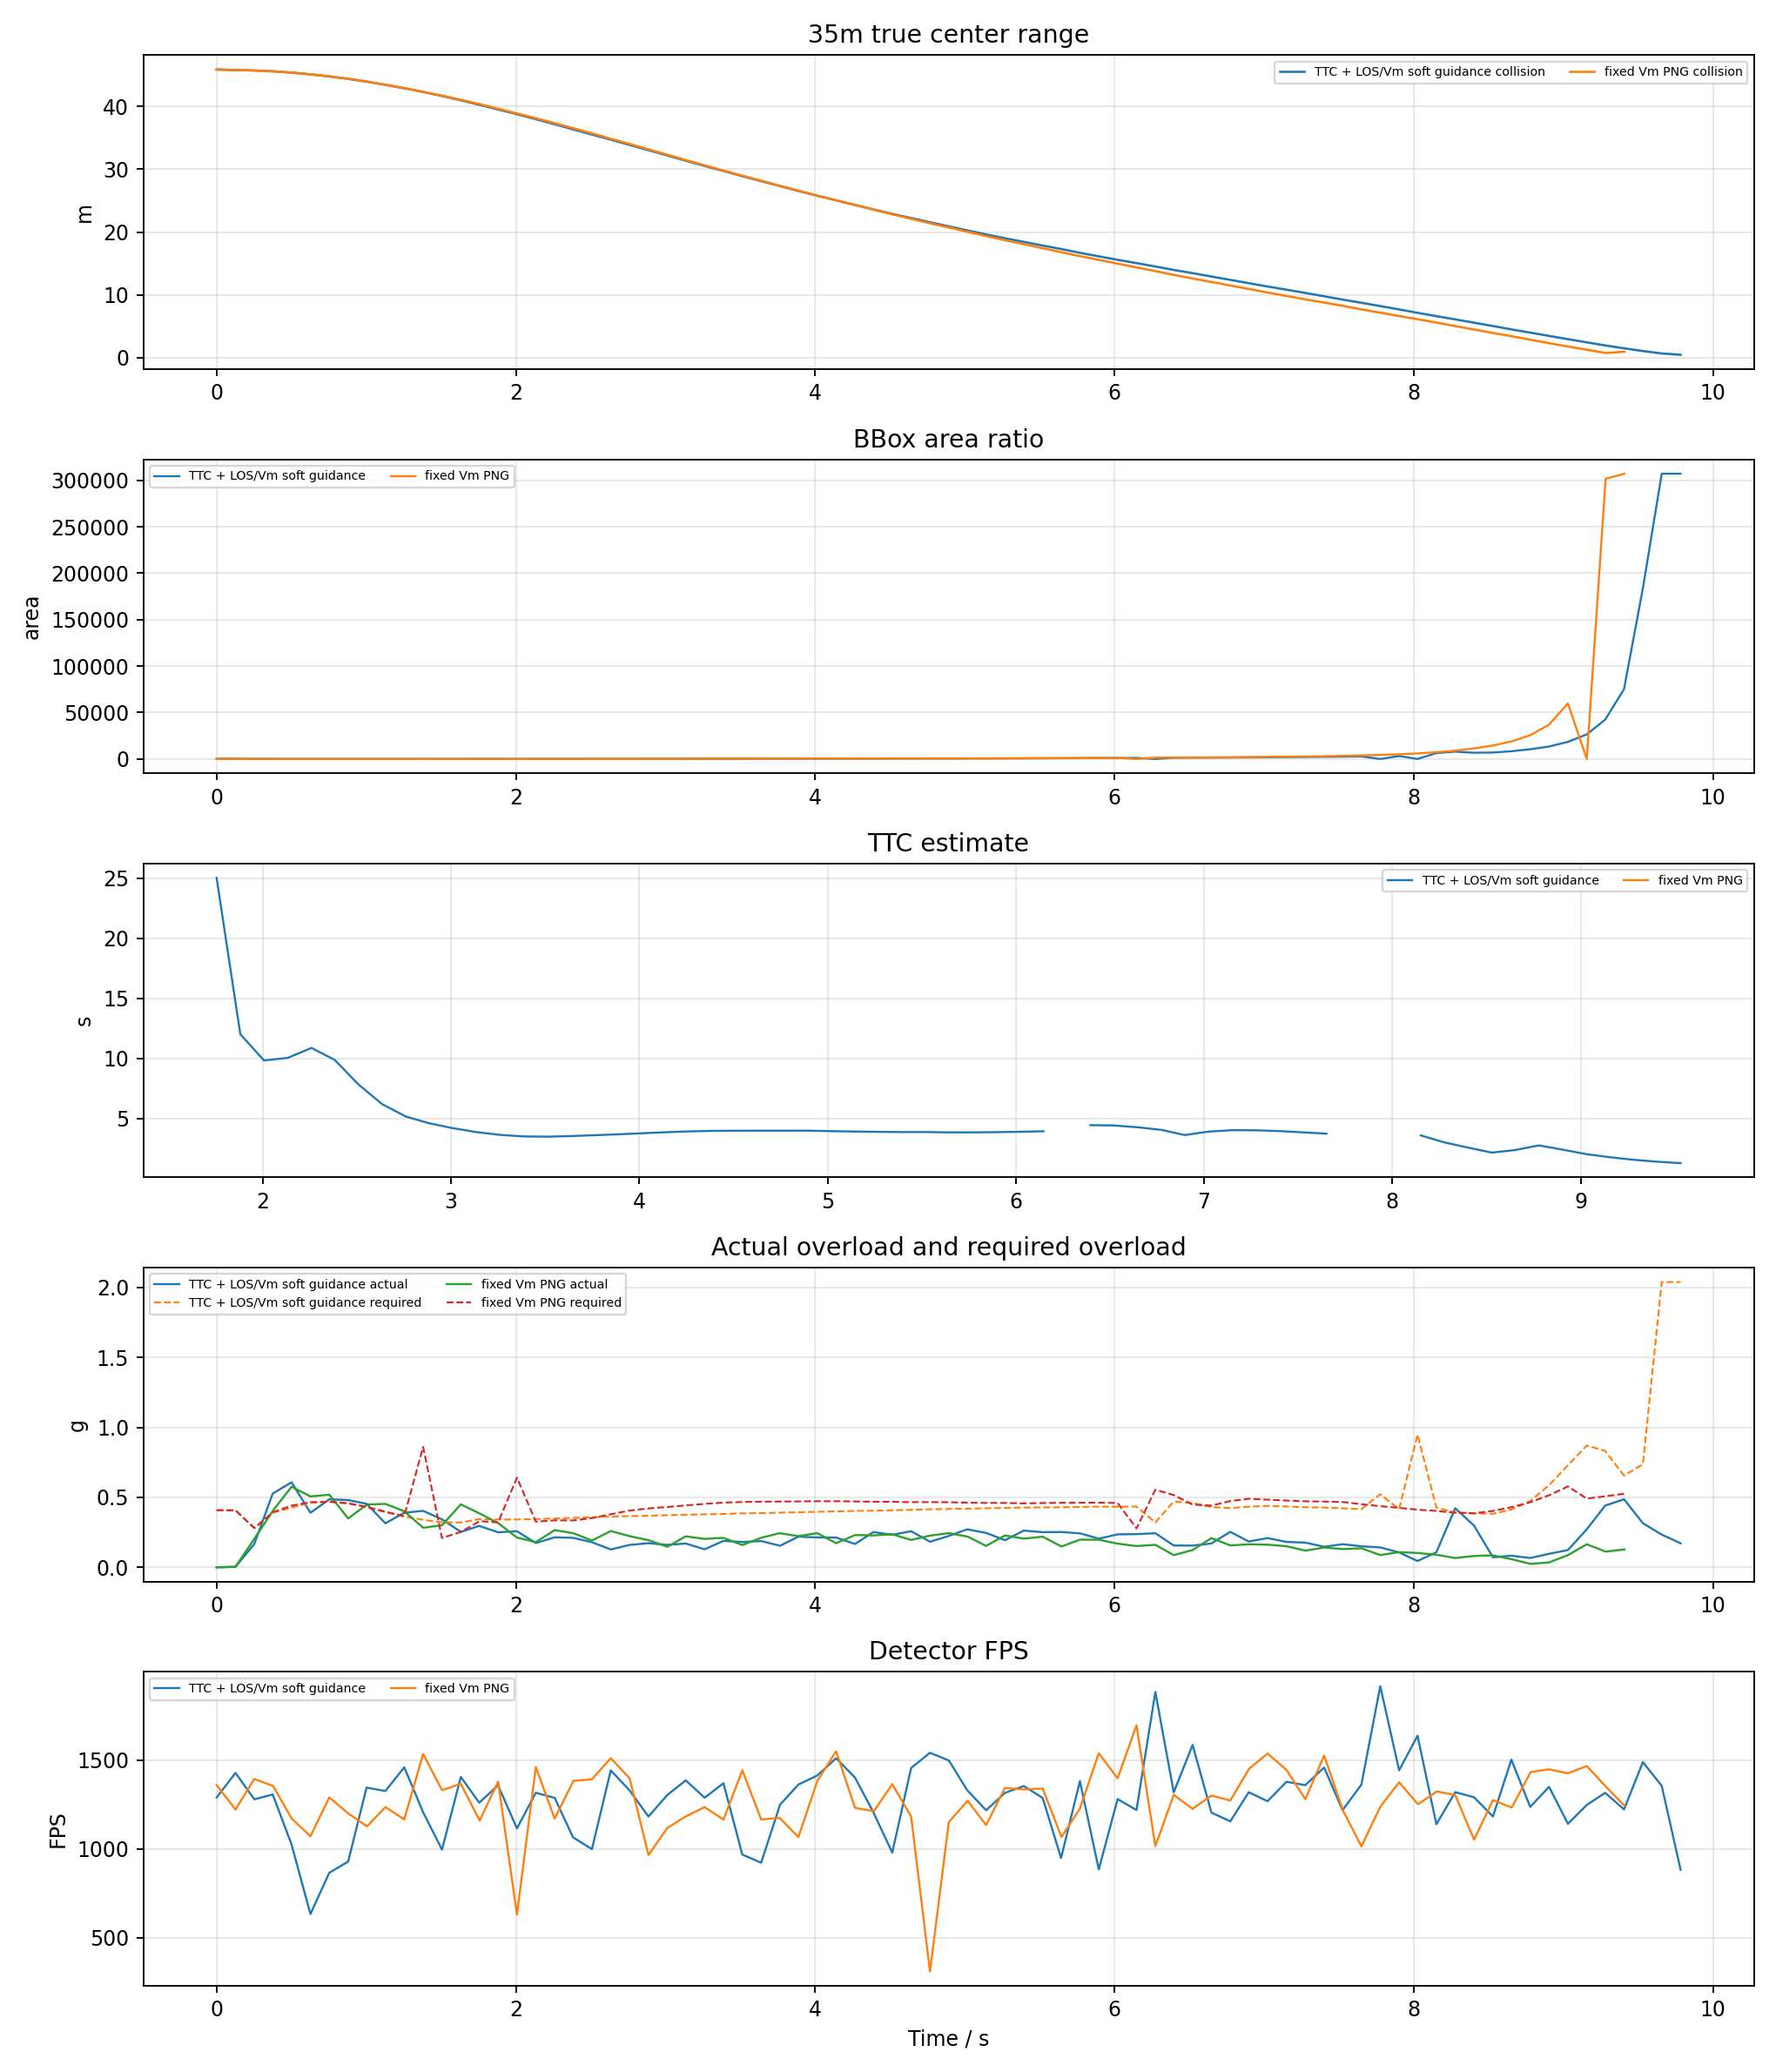 35m true center range
TTC + LOS/Vm soft guidance collision fixed Vm PNG collision
40
30
20
10
0
m
0 2 4 6 8 10
BBox area ratio
TTC + LOS/Vm soft guidance fixed Vm PNG
300000
250000
200000
150000
100000
50000
0
area
0 2 4 6 8 10
TTC estimate
TTC + LOS/Vm soft guidance fixed Vm PNG
25
20
15
10
5
s
2 3 4 5 6 7 8 9
Actual overload and required overload
TTC + LOS/Vm soft guidance actual fixed Vm PNG actual
TTC + LOS/Vm soft guidance required fixed Vm PNG required
2.0
1.5
1.0
0.5
0.0
g
0 2 4 6 8 10
Detector FPS
TTC + LOS/Vm soft guidance fixed Vm PNG
1500
1000
500
FPS
0 2 4 6 8 10
Time / s